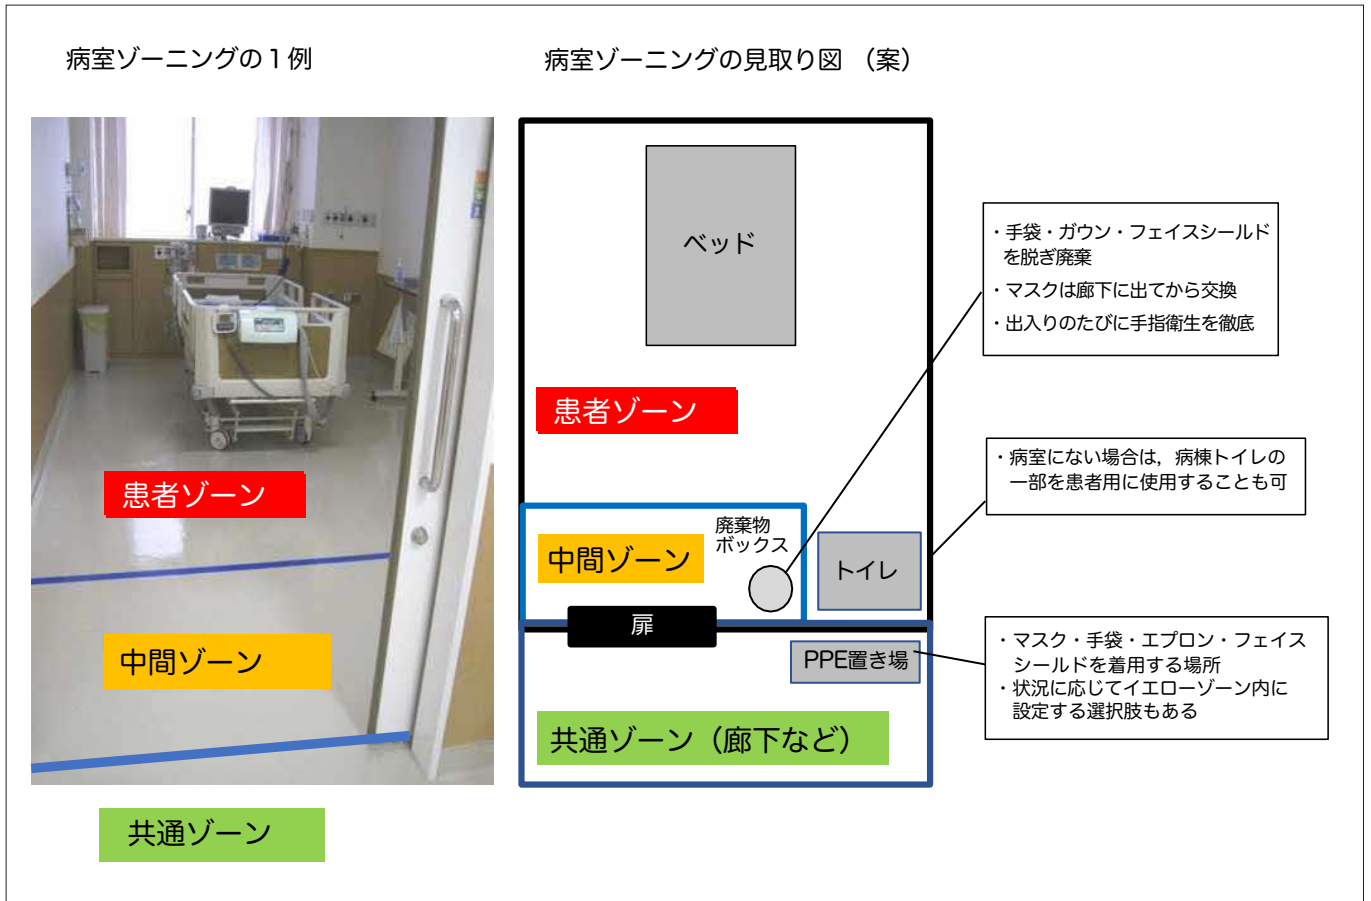 病室ゾーニングの1例
患者ゾーン
中間ゾーン
共通ゾーン
病室ゾーニングの見取り図 （案）
ベッド
患者ゾーン
中間ゾーン
廃棄物
ボックス
トイレ
扉
PPE置き場
共通ゾーン（廊下など）
・手袋・ガウン・フェイスシールド
を脱ぎ廃棄
・マスクは廊下に出てから交換
・出入りのたびに手指衛生を徹底
・病室にない場合は，病棟トイレの
一部を患者用に使用することも可
・マスク・手袋・エプロン・フェイス
シールドを着用する場所
・状況に応じてイエローゾーン内に
設定する選択肢もある